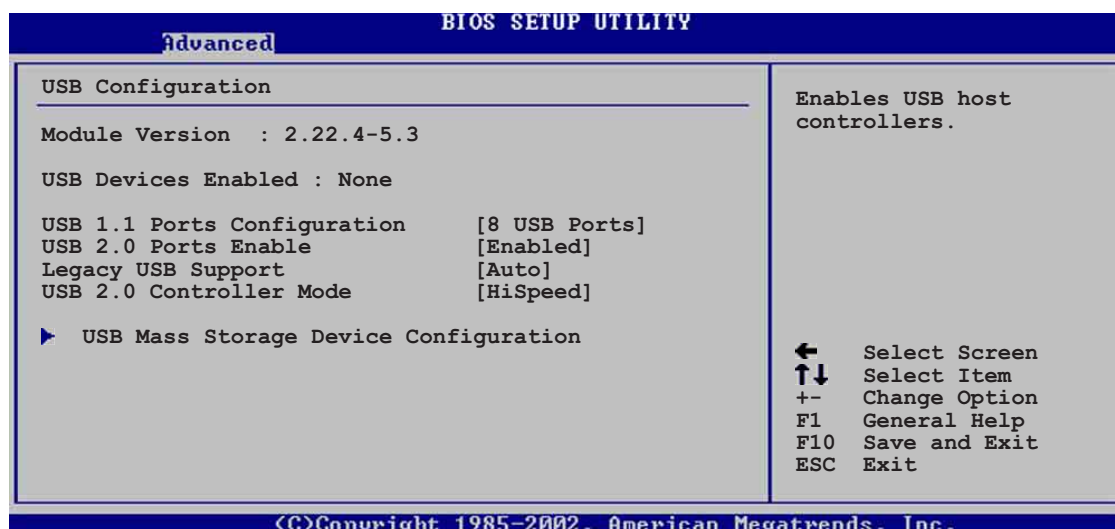 BIOS SETUP UTILITY
Advanced
USB Configuration
Module Version : 2.22.4-5.3
USB Devices Enabled : None
USB 1.1 Ports Configuration [8 USB Ports]
USB 2.0 Ports Enable [Enabled]
Legacy USB Support [Auto]
USB 2.0 Controller Mode [HiSpeed]
USB Mass Storage Device Configuration
Enables USB host
controllers.
← Select Screen
↑↓ Select Item
+- Change Option
F1 General Help
F10 Save and Exit
ESC Exit
(C)Copyright 1985-2002, American Megatrends, Inc.